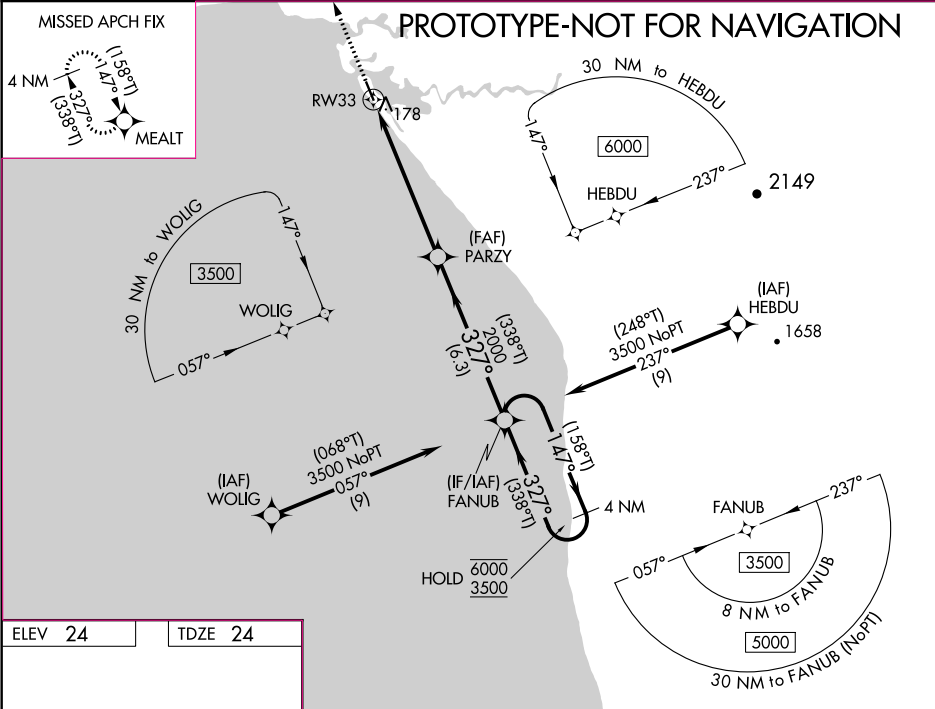 PROTOTYPE-NOT FOR NAVIGATION
MISSED APCH FIX
4 NM
(158°T)
147°
327°
(338°T)
MEALT
RW33
178
30 NM to HEBDU
147°
6000
HEBDU
237°
2149
30 NM to WOLIG
147°
3500
WOLIG
057°
(FAF)
PARZY
(IAF)
HEBDU
1658
(248°T)
3500 NoPT
237°
(9)
(338°T)
2000
327°
(6.3)
(IF/IAF)
FANUB
(158°T)
147°
327°
(338°T)
4 NM
HOLD
6000
3500
(068°T)
3500 NoPT
057°
(9)
(IAF)
WOLIG
FANUB
237°
057°
3500
8 NM to FANUB
5000
30 NM to FANUB (NoPT)
ELEV 24
TDZE 24